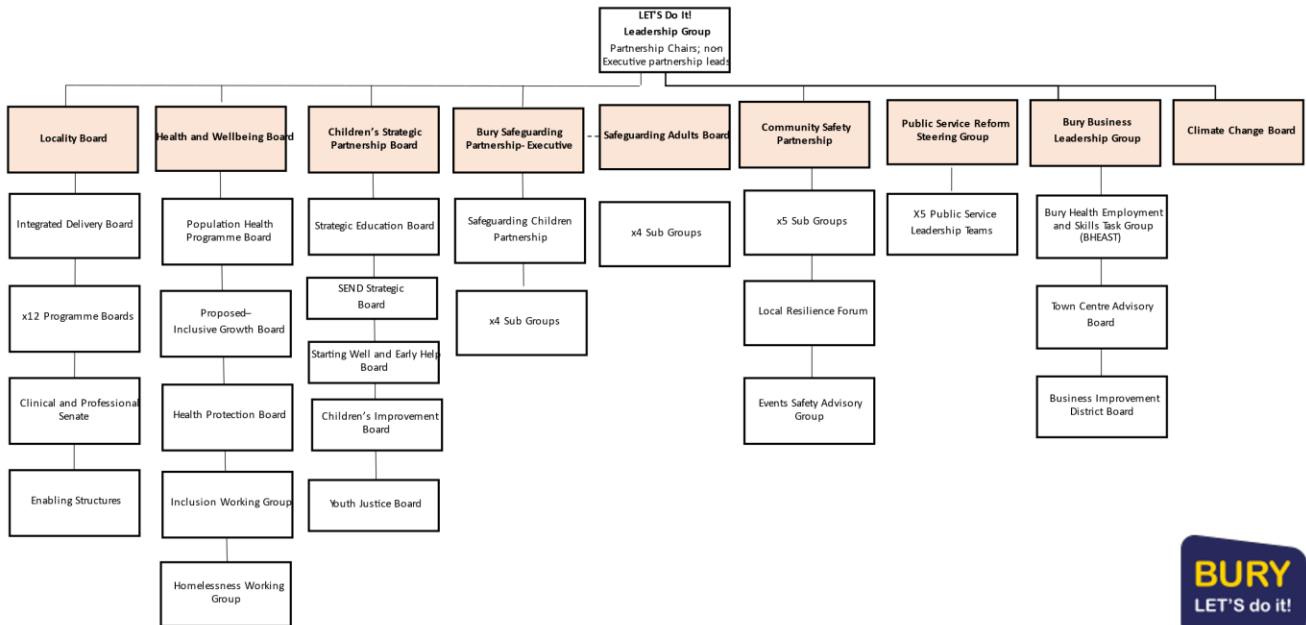 LET'S Do It!
Leadership Group
Partnership Chairs; non
Executive partnership leads
Locality Board
Health and Wellbeing Board
Children's Strategic
Partnership Board
Bury Safeguarding
Partnership- Executive
Safeguarding Adults Board
Community Safety
Partnership
Public Service Reform
Steering Group
Bury Business
Leadership Group
Climate Change Board
Integrated Delivery Board
x12 Programme Boards
Clinical and Professional
Senate
Enabling Structures
Population Health
Programme Board
Proposed–
Inclusive Growth Board
Health Protection Board
Inclusion Working Group
Homelessness Working
Group
Strategic Education Board
SEND Strategic
Board
Starting Well and Early Help
Board
Children's Improvement
Board
Youth Justice Board
Safeguarding Children
Partnership
x4 Sub Groups
x4 Sub Groups
x5 Sub Groups
Local Resilience Forum
Events Safety Advisory
Group
X5 Public Service
Leadership Teams
Bury Health Employment
and Skills Task Group
(BHEAST)
Town Centre Advisory
Board
Business Improvement
District Board
BURY
LET'S do it!